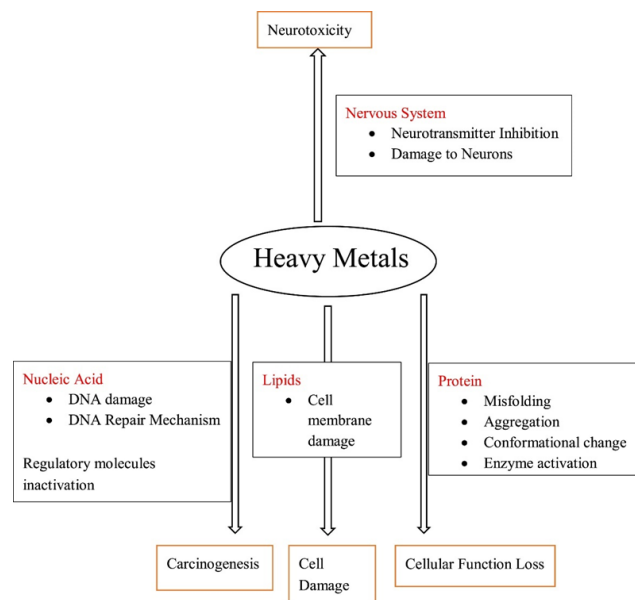 Neurotoxicity
Nervous System
• Neurotransmitter Inhibition
• Damage to Neurons
Heavy Metals
Nucleic Acid
• DNA damage
• DNA Repair Mechanism
Regulatory molecules
inactivation
Lipids
• Cell
membrane
damage
Protein
• Misfolding
• Aggregation
• Conformational change
• Enzyme activation
Carcinogenesis
Cell
Damage
Cellular Function Loss